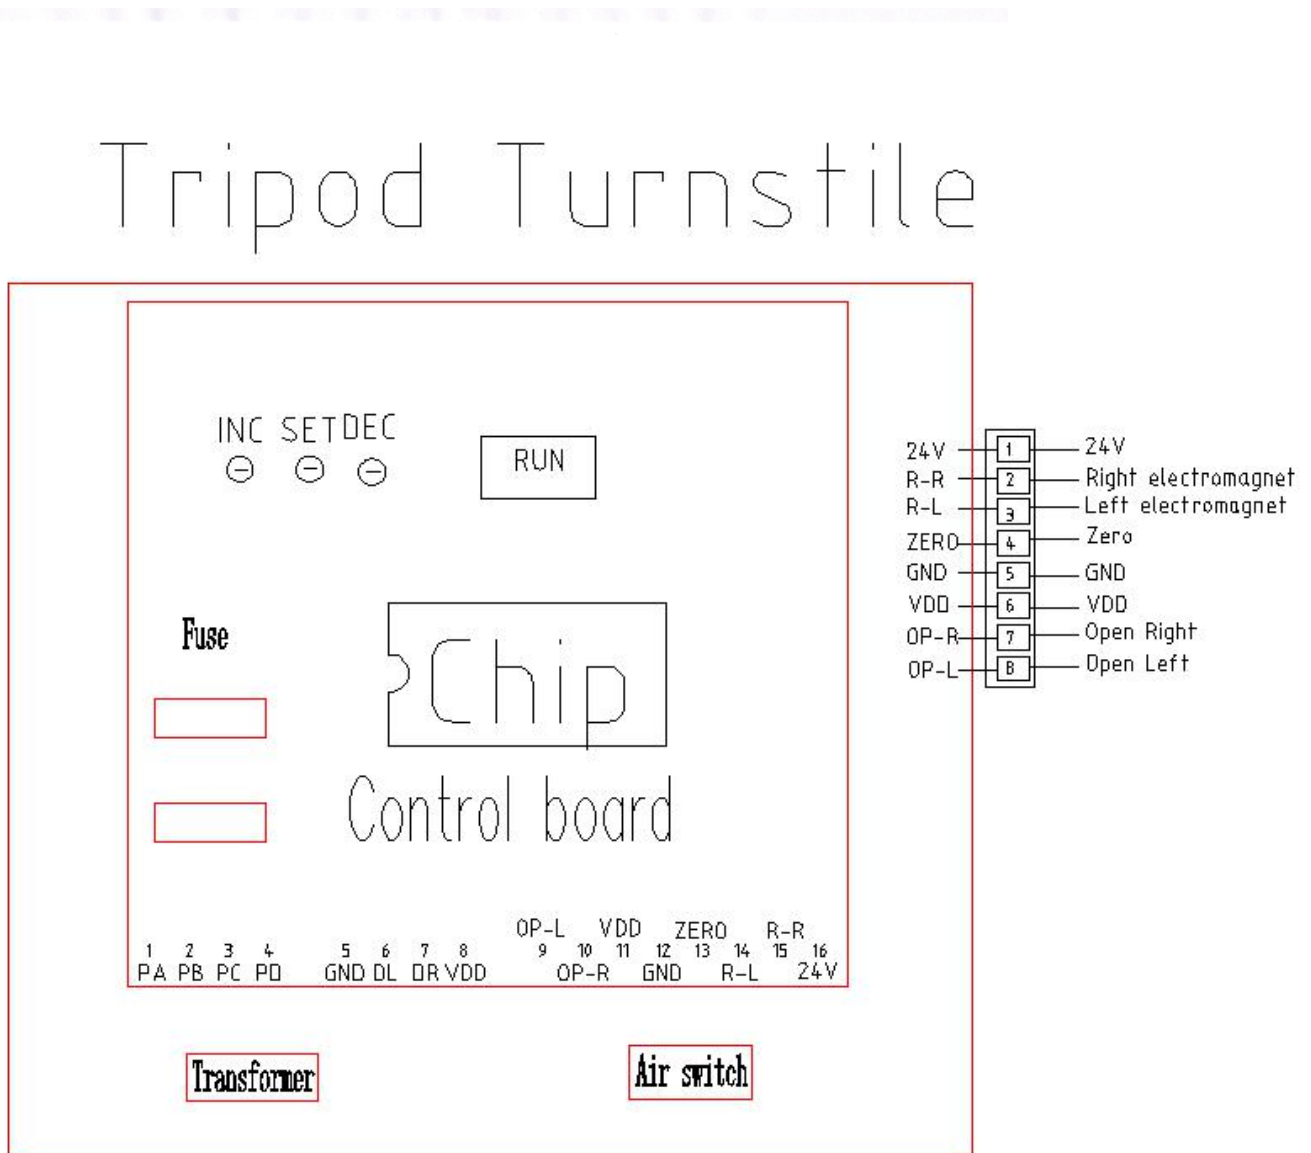 Tripod Turnstile
INC SET DEC
RUN
24V 1 24V
R-R 2 Right electromagnet
R-L 3 Left electromagnet
ZERO 4 Zero
GND 5 GND
VDD 6 VDD
OP-R 7 Open Right
OP-L 8 Open Left
Fuse
Chip
Control board
OP-L VDD ZERO R-R
1 2 3 4 5 6 7 8 9 10 11 12 13 14 15 16
PA PB PC PD GND DL DR VDD OP-R GND R-L 24V
Transformer
Air switch